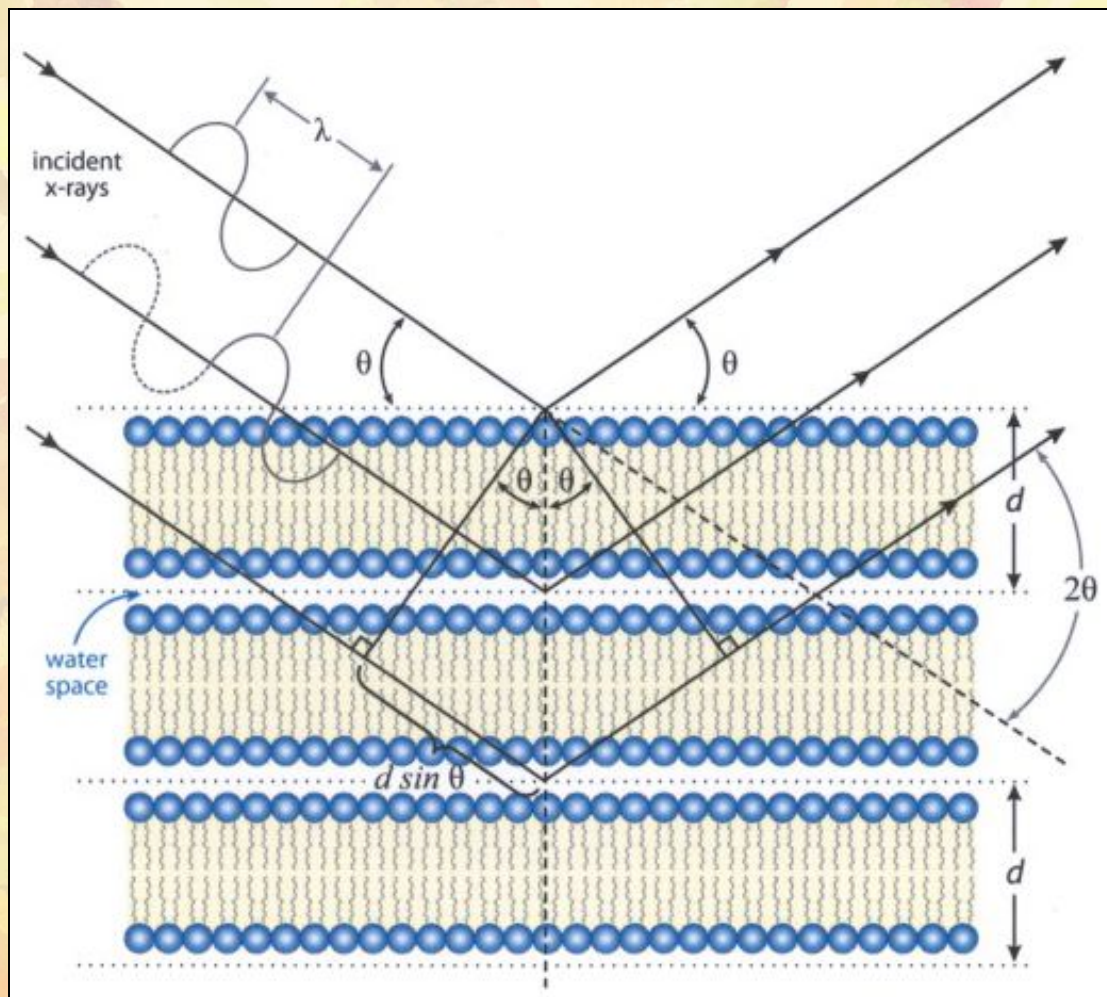 λ
incident
x-rays
θ
θ
θ
θ
d
2θ
water
space
d sin θ
d